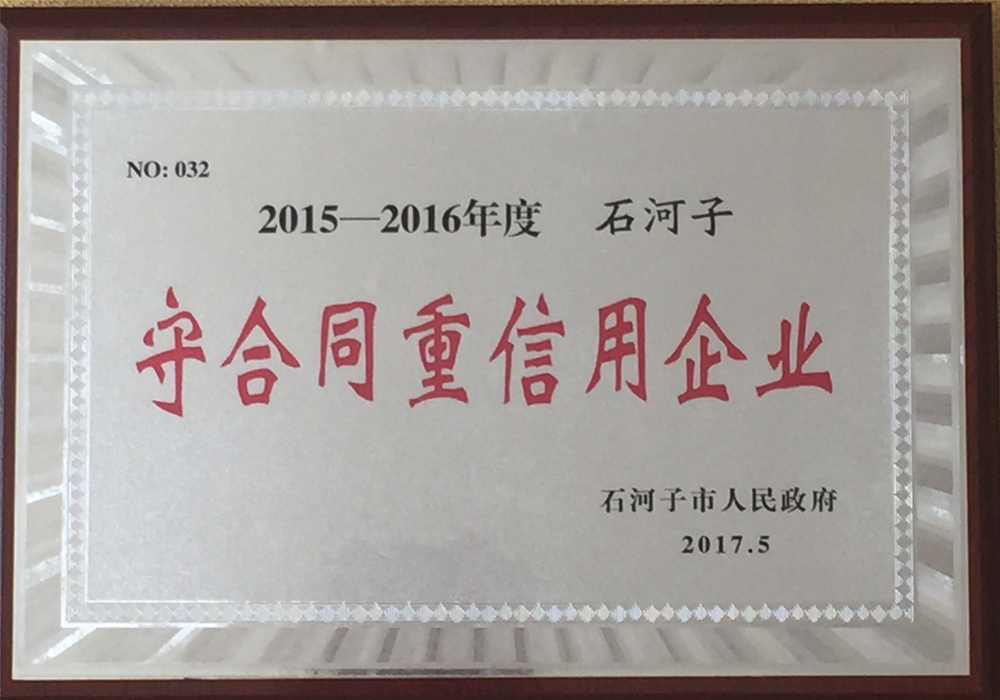 NO: 032
2015—2016年度 石河子
守合同重信用企业
石河子市人民政府
2017.5